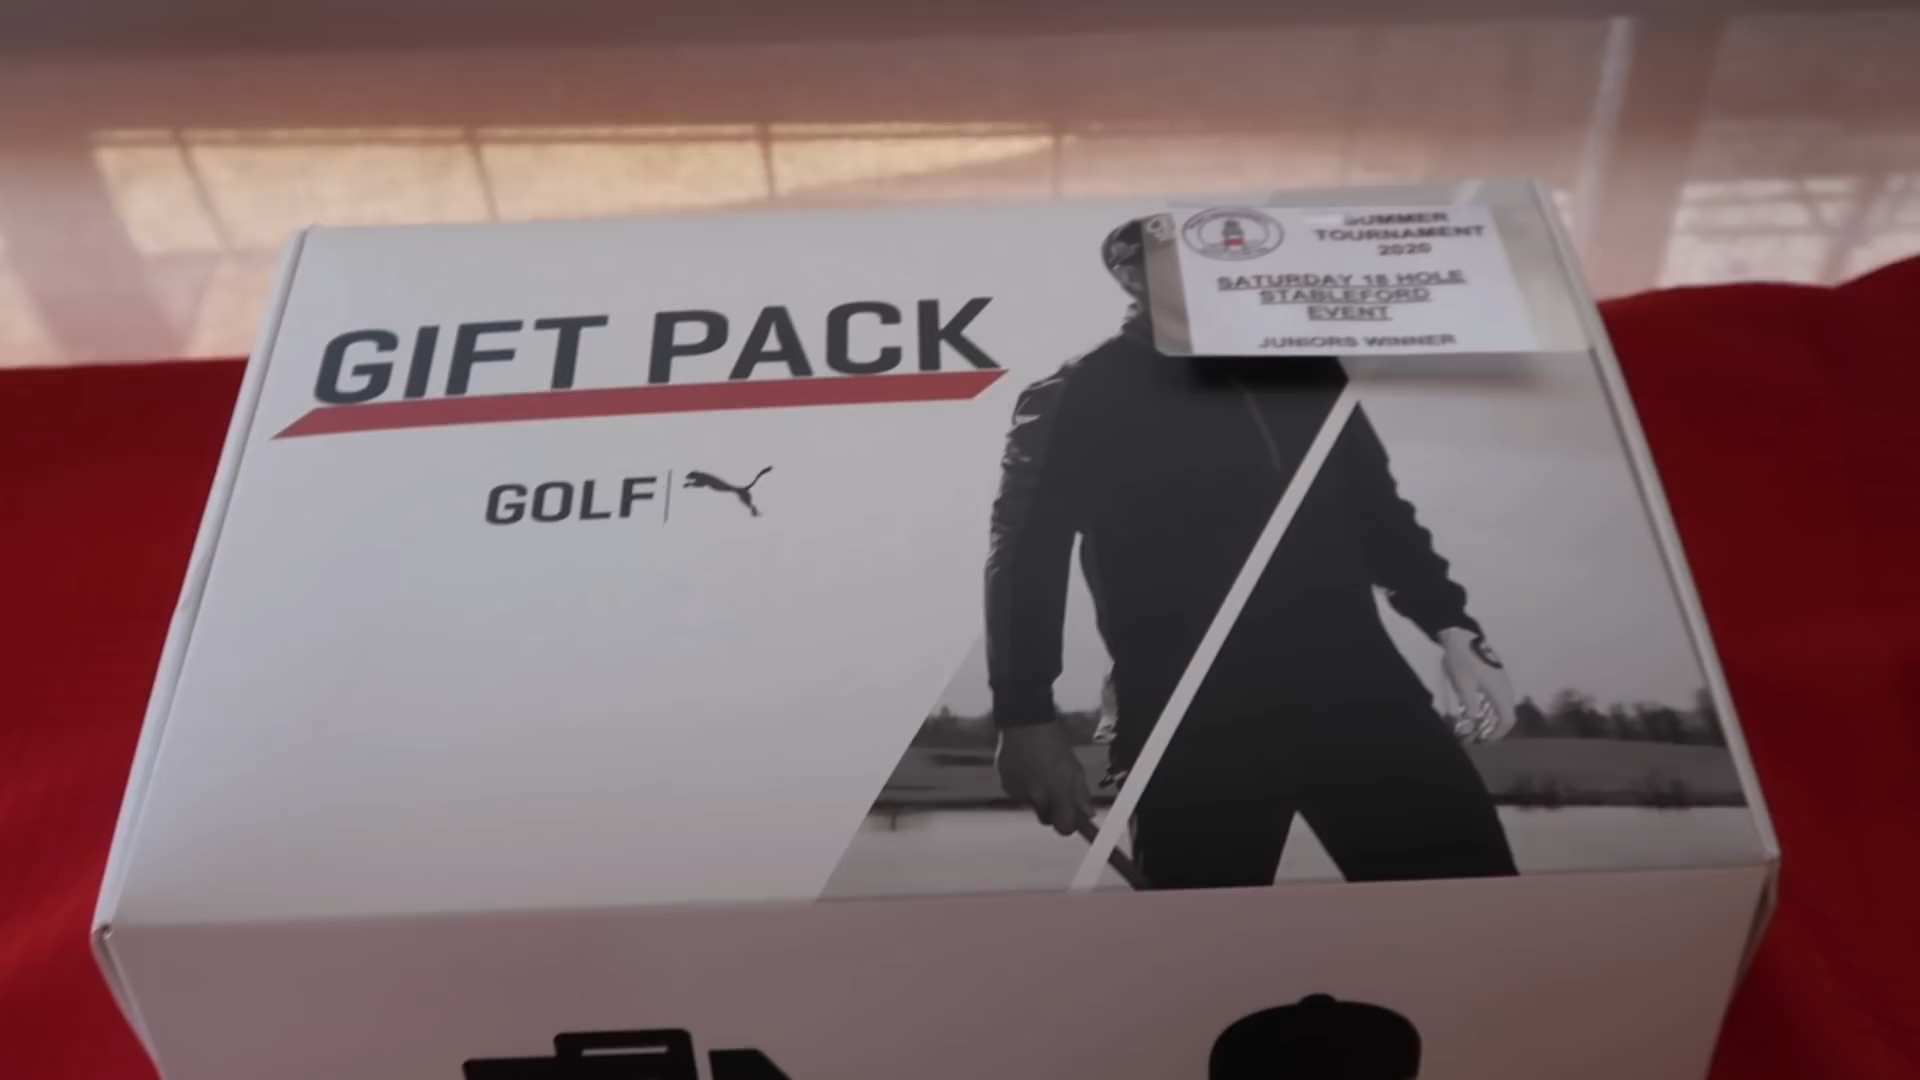 GIFT PACK
GOLF
SUMMER
TOURNAMENT
2020
SATURDAY 18 HOLE
STABLEFORD
EVENT
JUNIORS WINNER